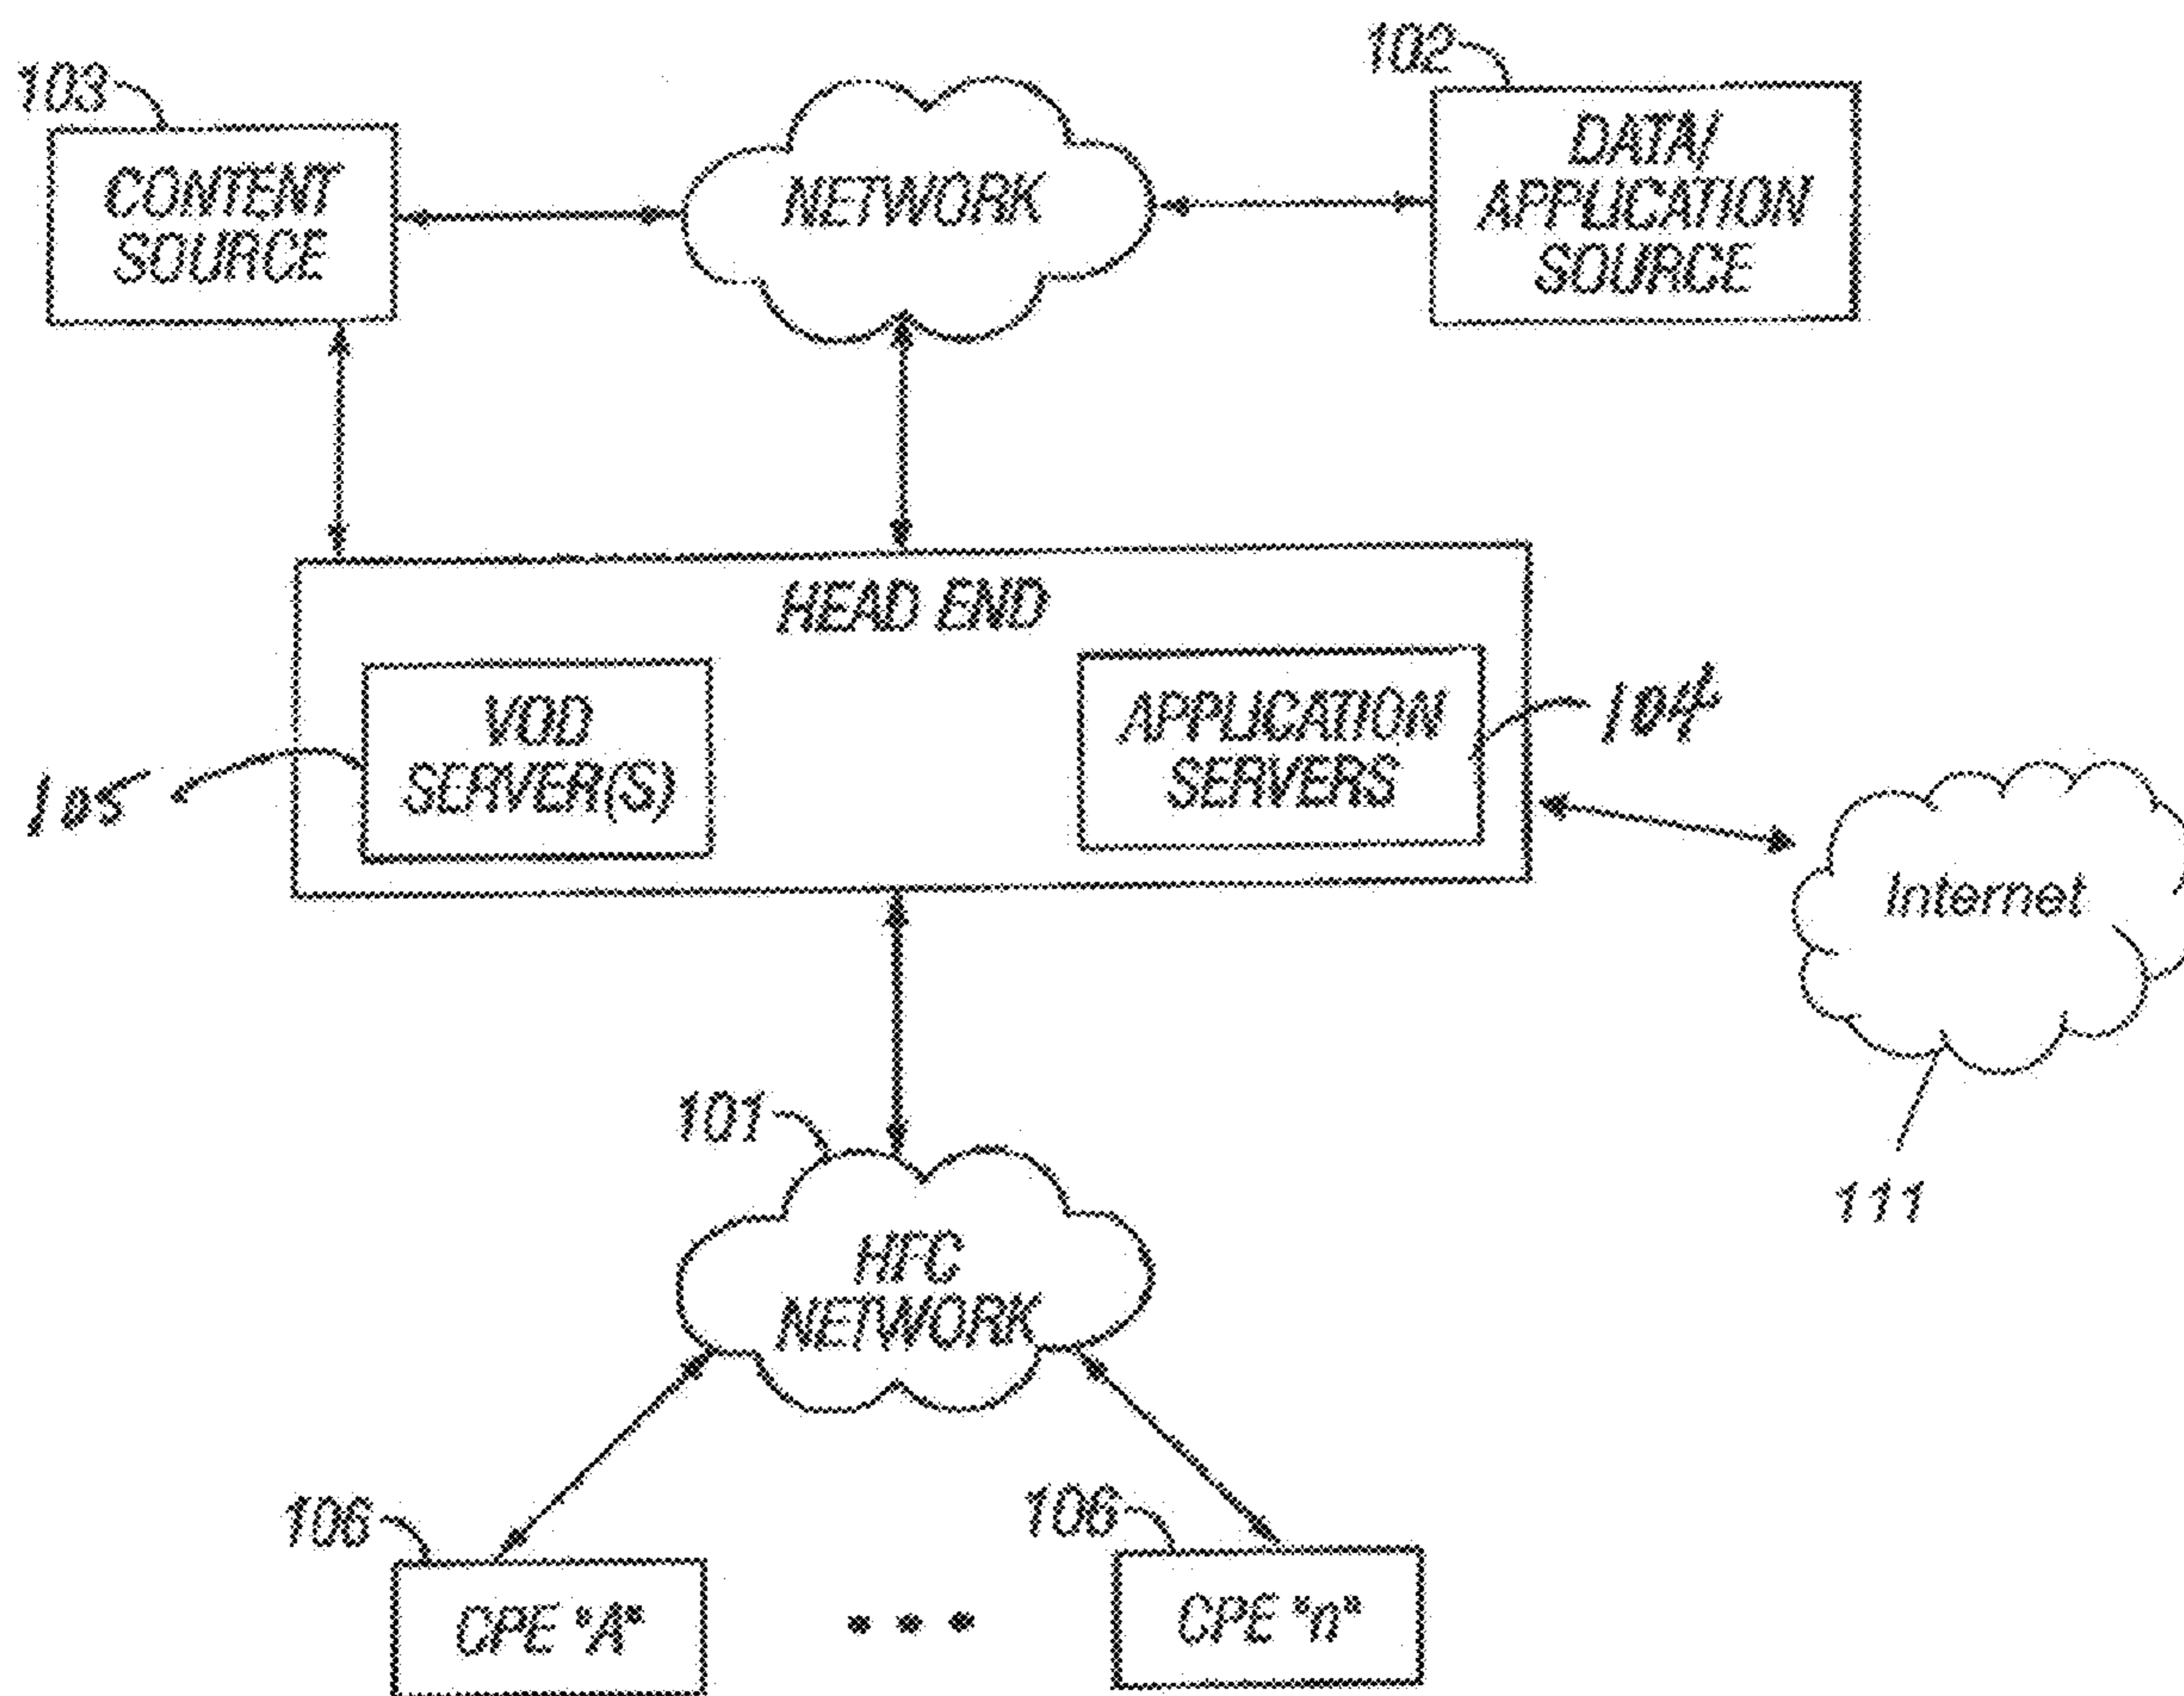 103
102
CONTENT
SOURCE
NETWORK
DATA/
APPLICATION
SOURCE
HEAD END
VOD
SERVER(S)
APPLICATION
SERVERS
104
105
Internet
111
101
HFC
NETWORK
106
106
CPE "A"
CPE "n"